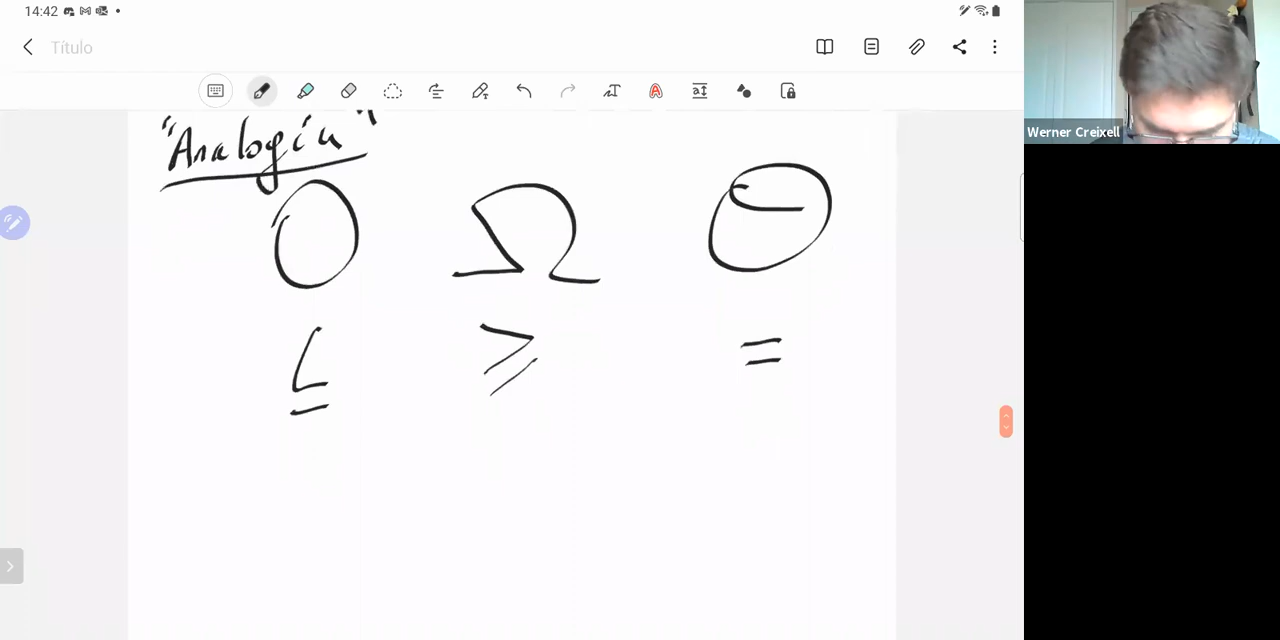 14:42
Título
"Analogía"
O Ω Θ
≤ ≥ =
Werner Creixell